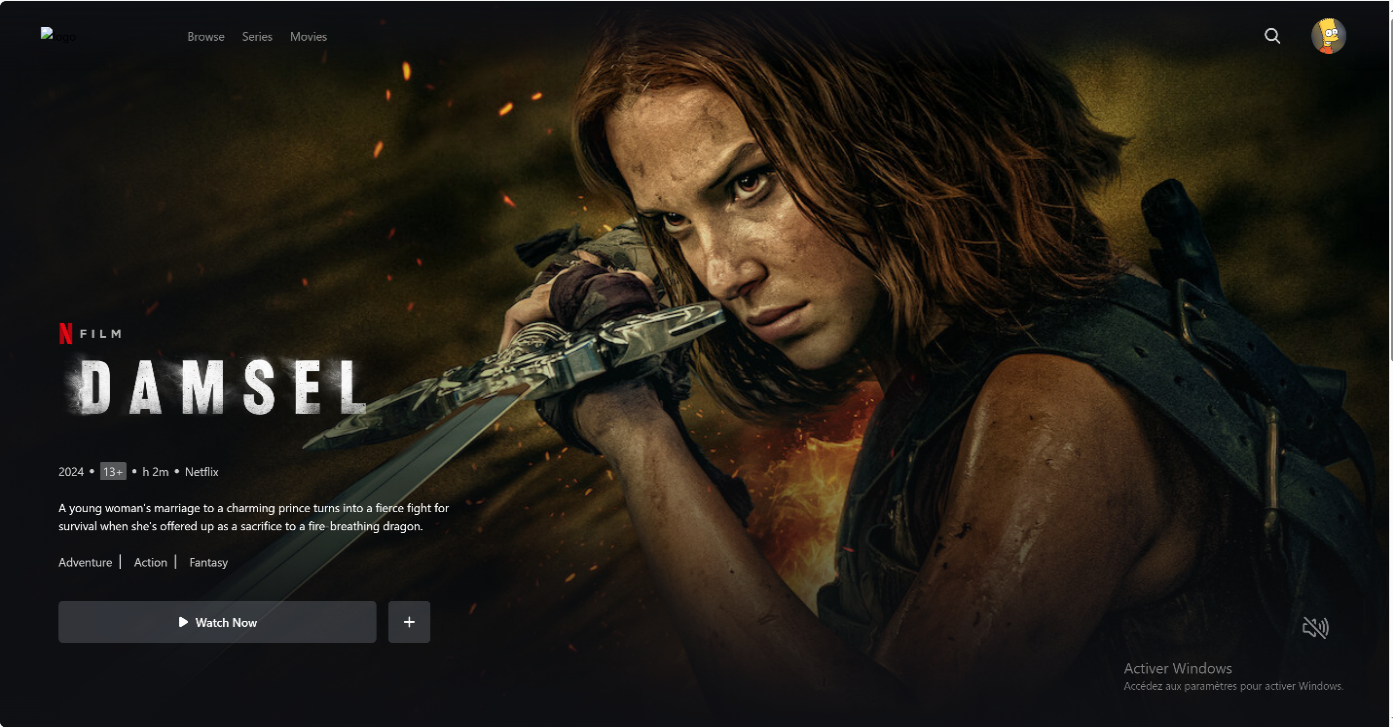 logo
Browse Series Movies
N FILM
DAMSEL
2024 • 13+ • h 2m • Netflix
A young woman's marriage to a charming prince turns into a fierce fight for
survival when she's offered up as a sacrifice to a fire-breathing dragon.
Adventure | Action | Fantasy
Watch Now +
Activer Windows
Accédez aux paramètres pour activer Windows.